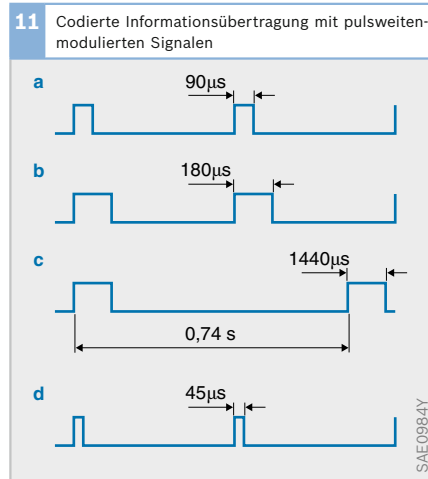 11 Codierte Informationsübertragung mit pulsweiten-
modulierten Signalen
a
90µs
b
180µs
c
1440µs
0,74 s
d
45µs
SAE0984Y